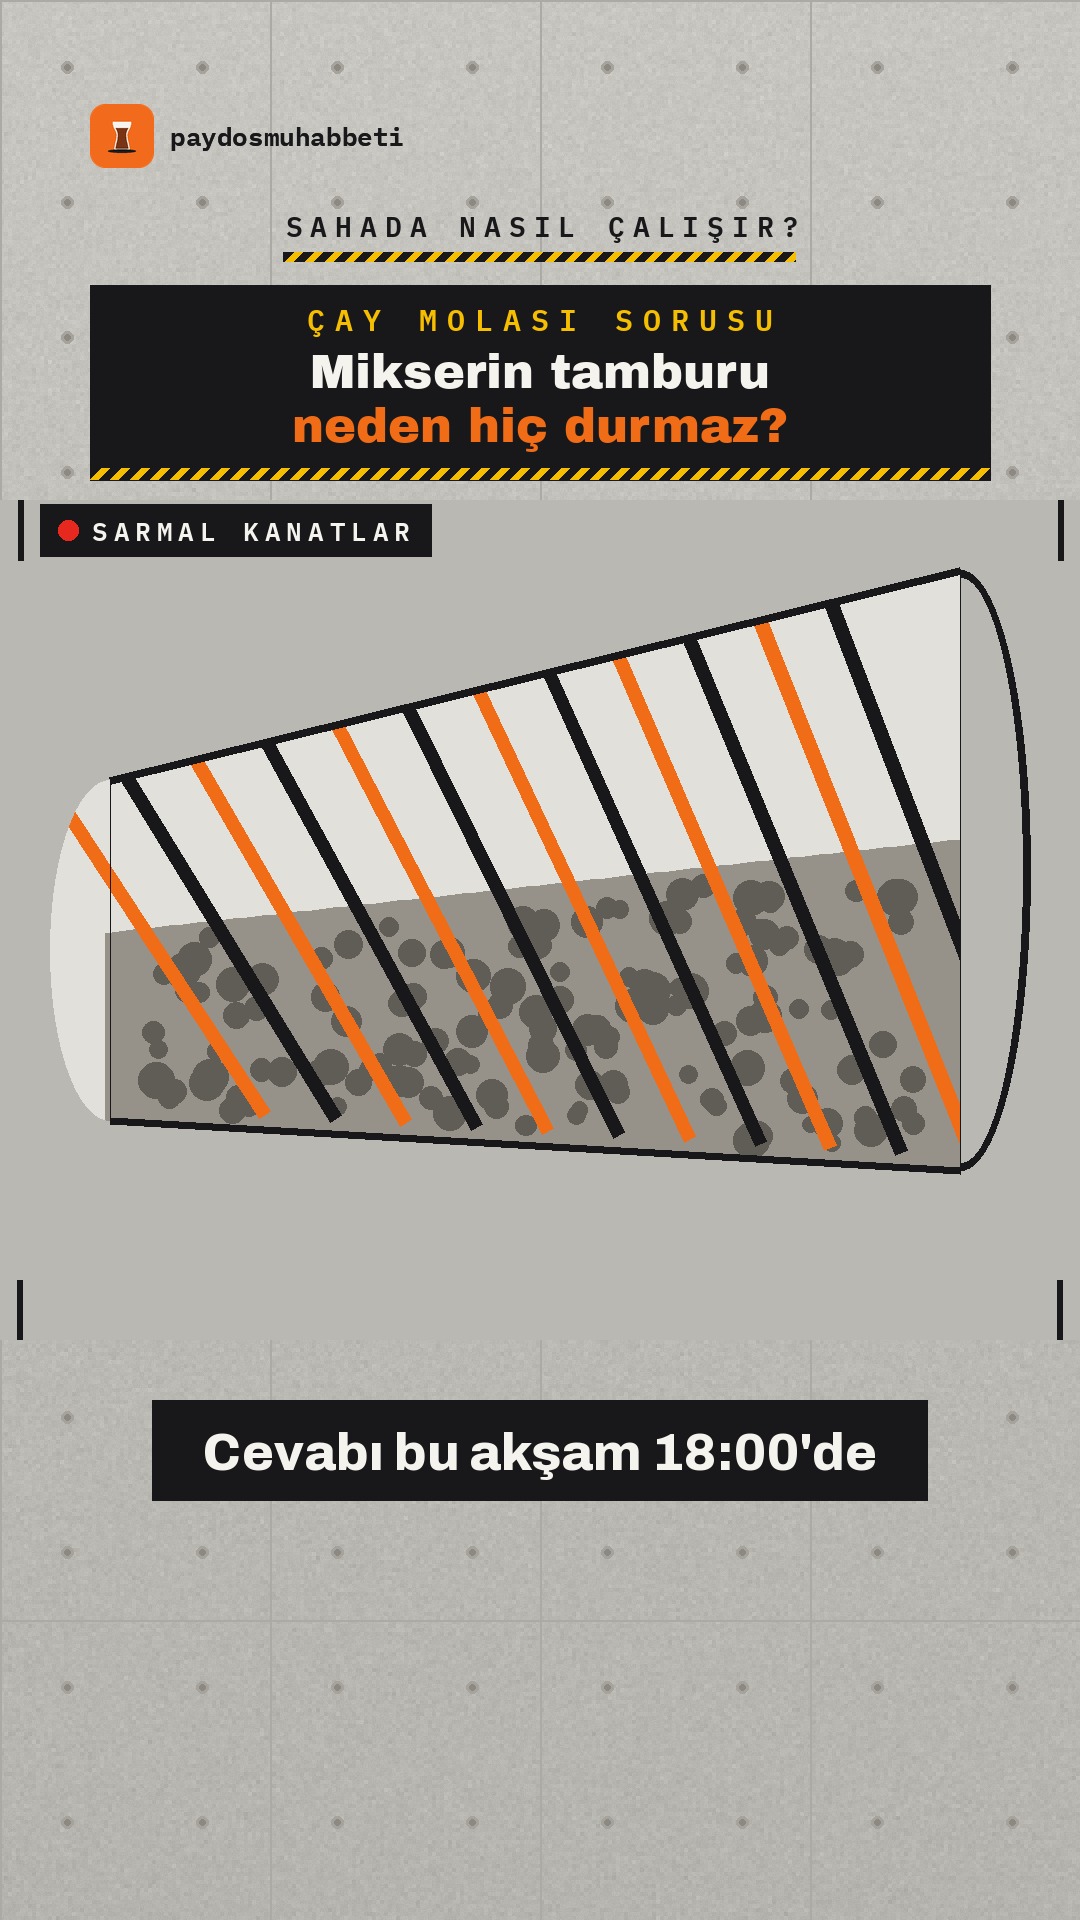 paydosmuhabbeti
SAHADA NASIL ÇALIŞIR?
ÇAY MOLASI SORUSU
Mikserin tamburu
neden hiç durmaz?
SARMAL KANATLAR
Cevabı bu akşam 18:00'de